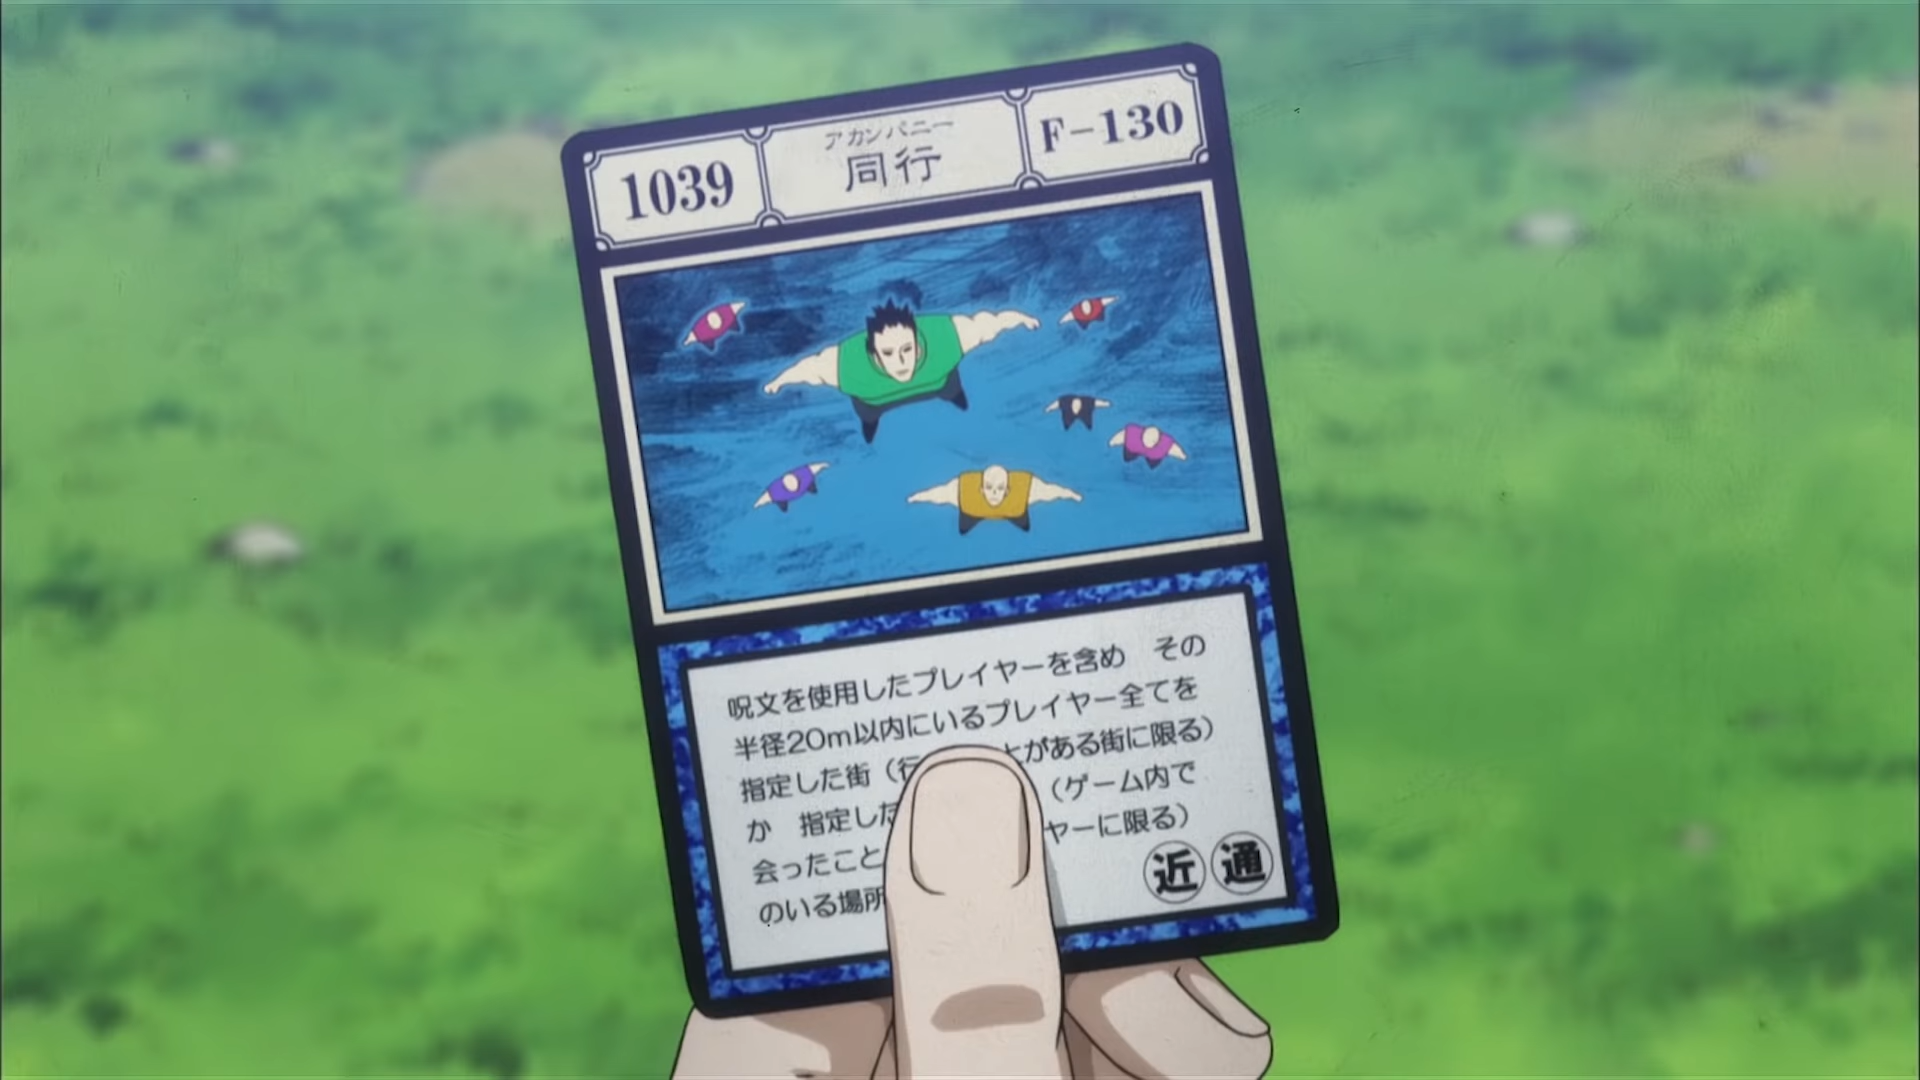 1039
アカンパニー
同行
F-130
呪文を使用したプレイヤーを含め その
半径20m以内にいるプレイヤー全てを
指定した街（行 とがある街に限る）
か 指定した （ゲーム内で
会ったこと ヤーに限る）
のいる場所
近 通